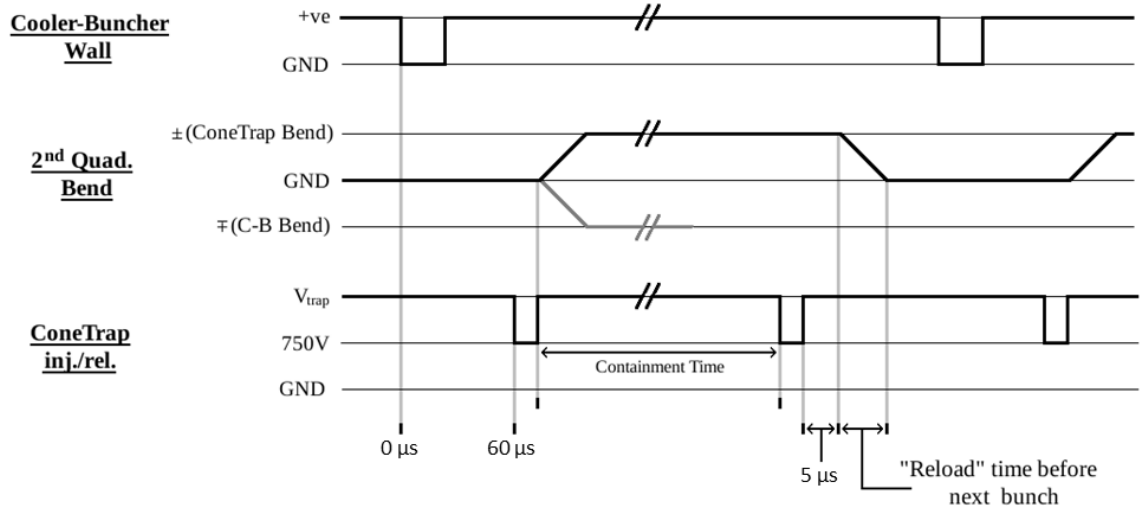 Cooler-Buncher
Wall
+ve
GND
2nd Quad.
Bend
±(ConeTrap Bend)
GND
∓(C-B Bend)
ConeTrap
inj./rel.
Vtrap
750V
GND
Containment Time
0 µs
60 µs
5 µs
"Reload" time before
next bunch